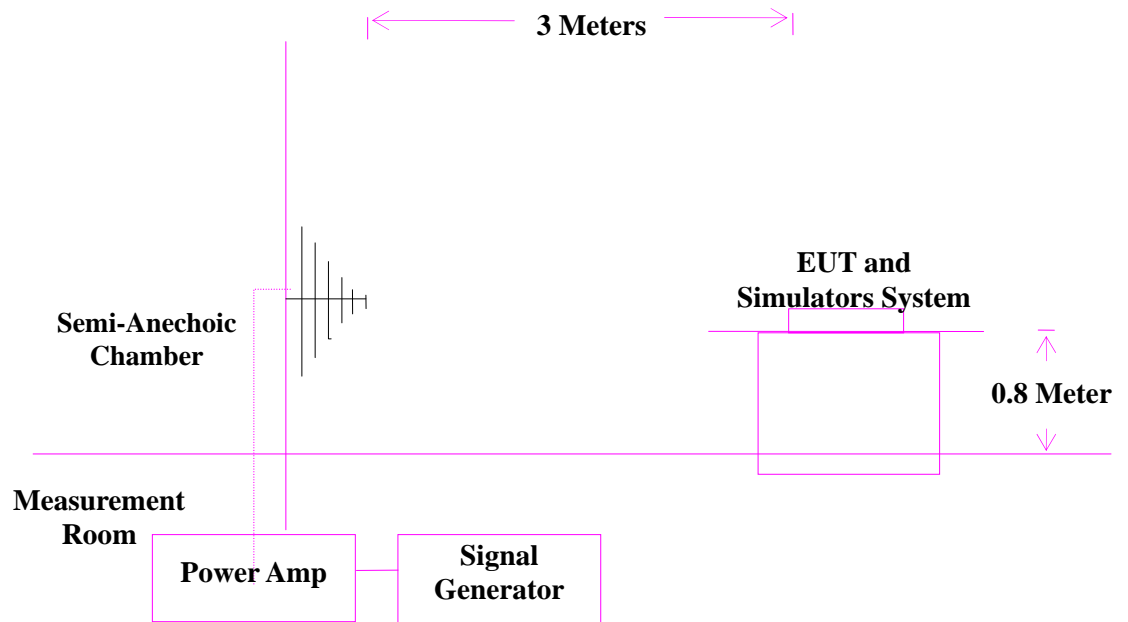 3 Meters
EUT and
Simulators System
Semi-Anechoic
Chamber
0.8 Meter
Measurement
Room
Power Amp
Signal
Generator